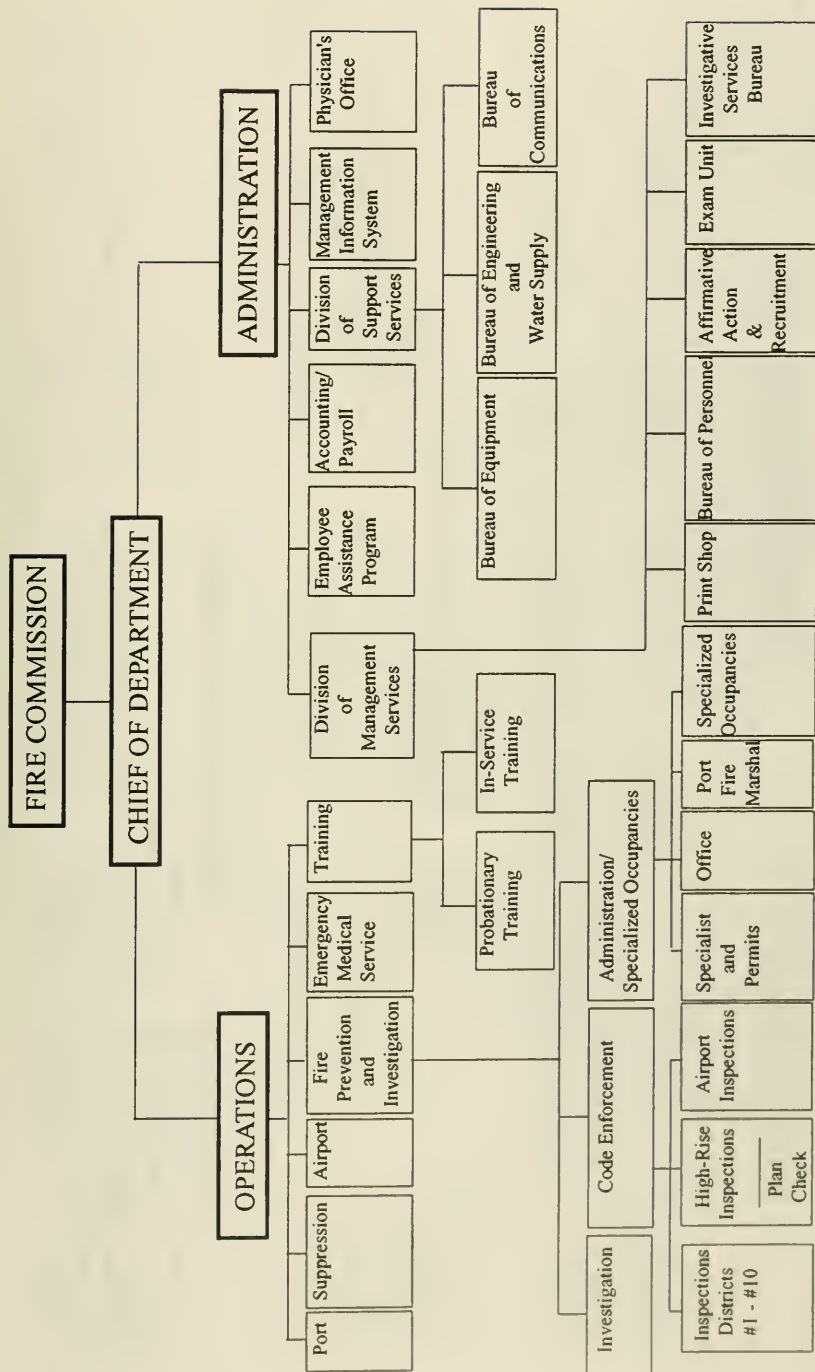 FIRE COMMISSION
CHIEF OF DEPARTMENT
OPERATIONS
ADMINISTRATION
Port
Suppression
Airport
Fire
Prevention
and
Investigation
Emergency
Medical
Service
Training
Division
of
Management
Services
Employee
Assistance
Program
Accounting/
Payroll
Division
of
Support
Services
Management
Information
System
Physician's
Office
Probationary
Training
In-Service
Training
Bureau of Equipment
Bureau of Engineering
and
Water Supply
Bureau
of
Communications
Investigation
Code Enforcement
Administration/
Specialized Occupancies
Inspections
Districts
#1 - #10
High-Rise
Inspections
Plan
Check
Airport
Inspections
Specialist
and
Permits
Office
Port
Fire
Marshal
Specialized
Occupancies
Print Shop
Bureau of Personnel
Affirmative
Action
&
Recruitment
Exam Unit
Investigative
Services
Bureau